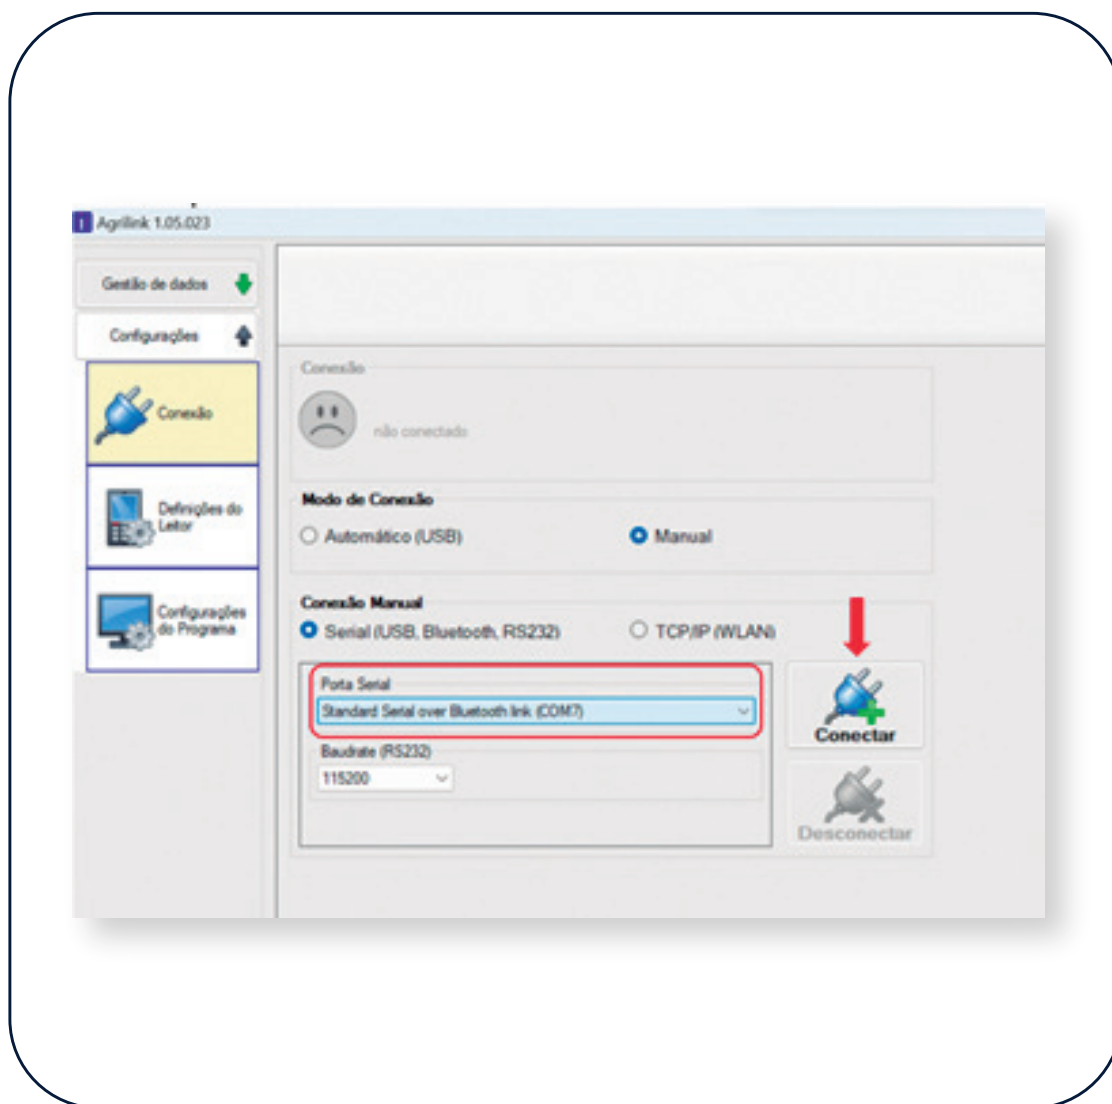 Agrilink 1.05.023
Gestão de dados
Configurações
Conexão
Definições do
Leitor
Configurações
do Programa
Conexão
não conectado
Modo de Conexão
Automático (USB)
Manual
Conexão Manual
Serial (USB, Bluetooth, RS232)
TCP/IP (WLAN)
Porta Serial
Standard Serial over Bluetooth link (COM7)
Baudrate (RS232)
115200
Conectar
Desconectar